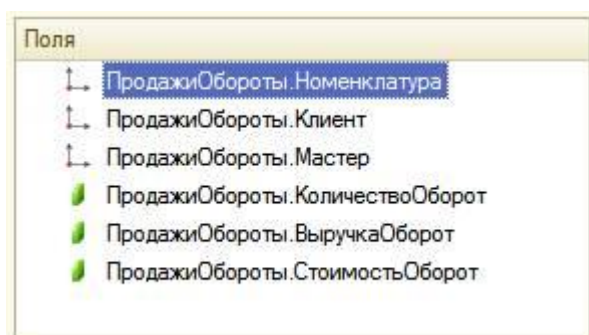 Поля
ПродажиОбороты.Номенклатура
ПродажиОбороты.Клиент
ПродажиОбороты.Мастер
ПродажиОбороты.КоличествоОборот
ПродажиОбороты.ВыручкаОборот
ПродажиОбороты.СтоимостьОборот